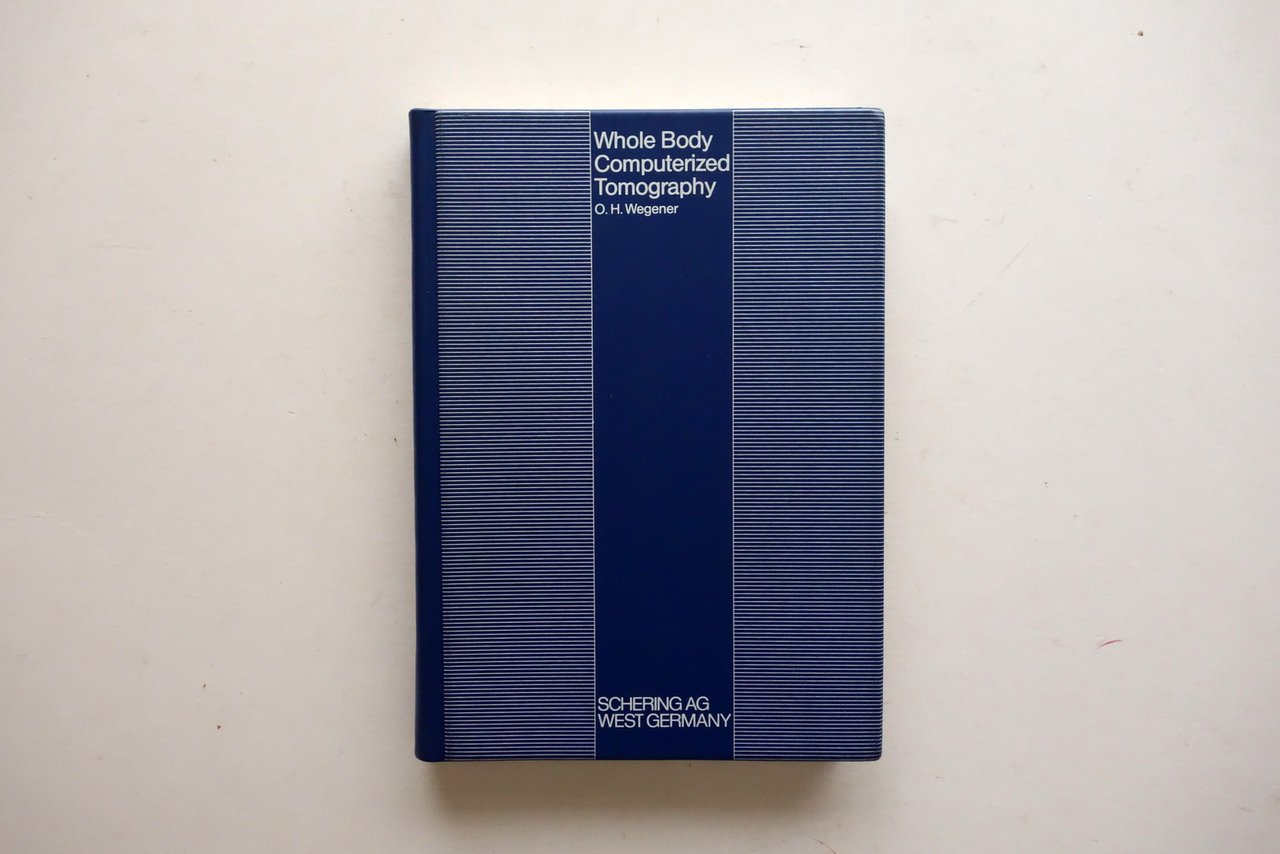 Whole Body
Computerized
Tomography
O. H. Wegener
SCHERING AG
WEST GERMANY